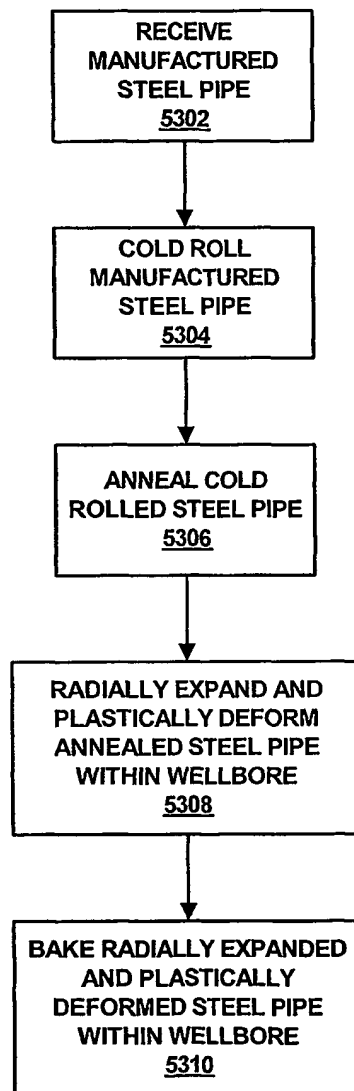 RECEIVE
MANUFACTURED
STEEL PIPE
5302
COLD ROLL
MANUFACTURED
STEEL PIPE
5304
ANNEAL COLD
ROLLED STEEL PIPE
5306
RADIALLY EXPAND AND
PLASTICALLY DEFORM
ANNEALED STEEL PIPE
WITHIN WELLBORE
5308
BAKE RADIALLY EXPANDED
AND PLASTICALLY
DEFORMED STEEL PIPE
WITHIN WELLBORE
5310